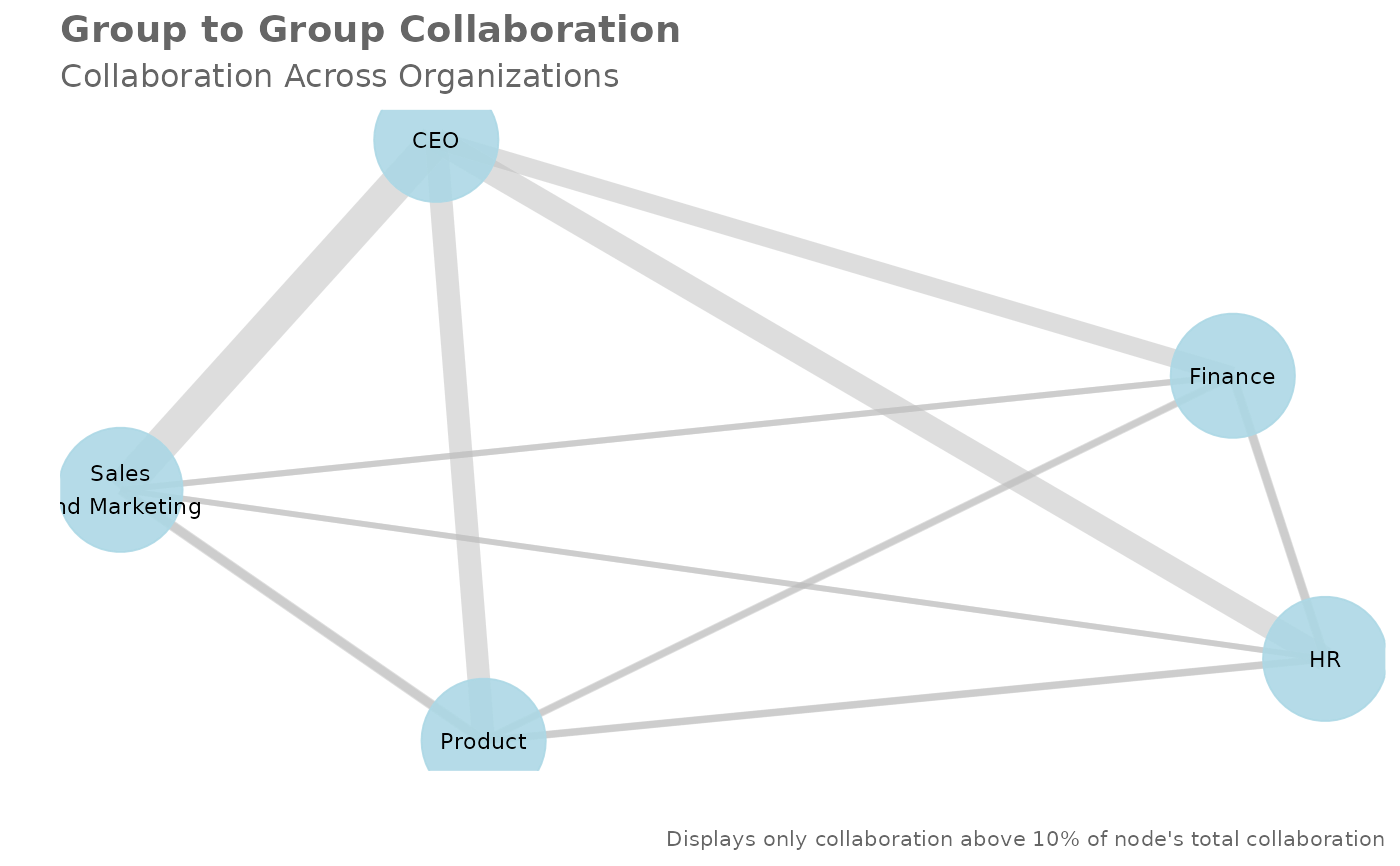 Group to Group Collaboration
Collaboration Across Organizations
CEO
Finance
Sales
nd Marketing
HR
Product
Displays only collaboration above 10% of node's total collaboration